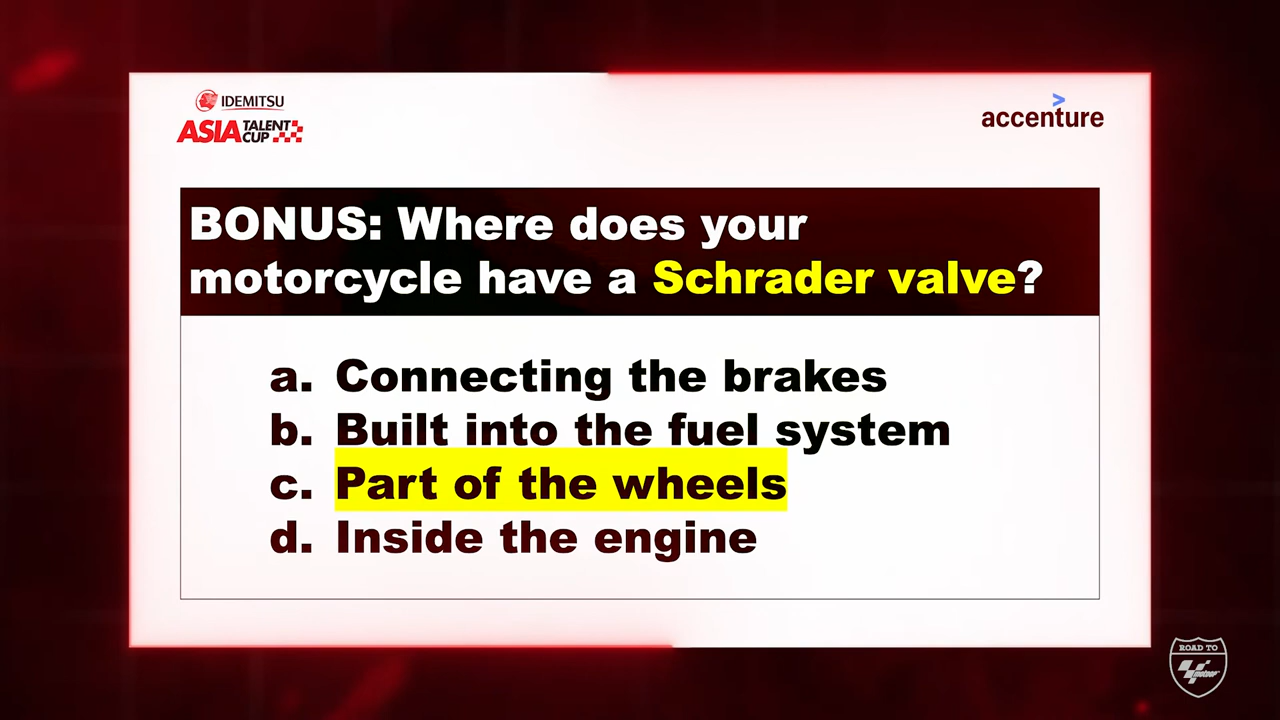 IDEMITSU
ASIA TALENT CUP
>
accenture
BONUS: Where does your
motorcycle have a Schrader valve?
a. Connecting the brakes
b. Built into the fuel system
c. Part of the wheels
d. Inside the engine
ROAD TO
MotoGP